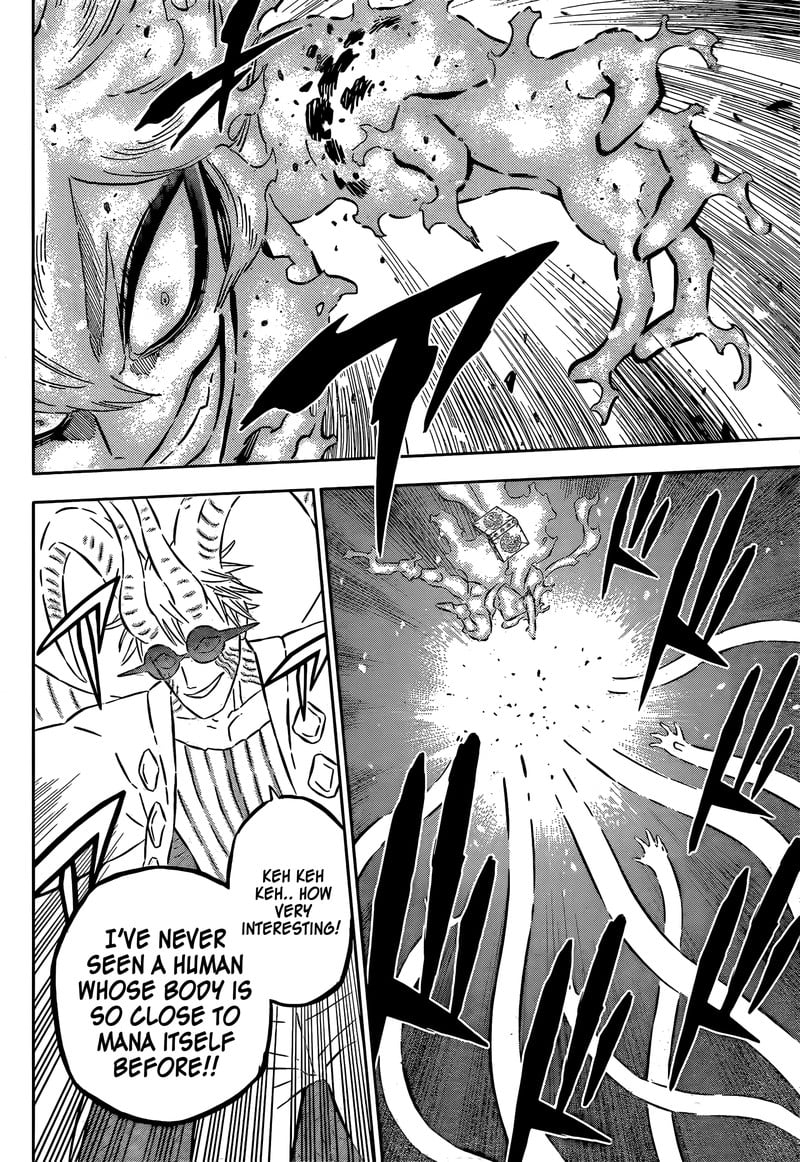 KEH KEH
KEH.. HOW
VERY
INTERESTING!
I'VE NEVER
SEEN A HUMAN
WHOSE BODY IS
SO CLOSE TO
MANA ITSELF
BEFORE!!